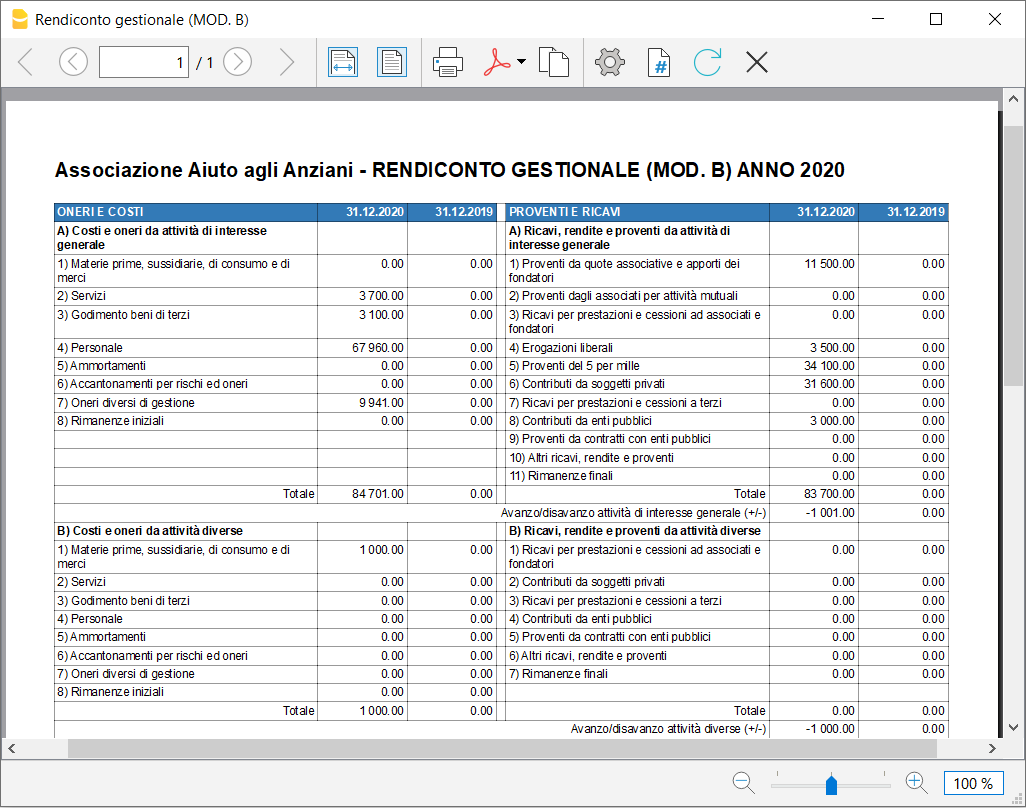 Rendiconto gestionale (MOD. B)
1 / 1
#
Associazione Aiuto agli Anziani - RENDICONTO GESTIONALE (MOD. B) ANNO 2020
ONERI E COSTI 31.12.2020 31.12.2019 PROVENTI E RICAVI 31.12.2020 31.12.2019
A) Costi e oneri da attività di interesse A) Ricavi, rendite e proventi da attività di
generale interesse generale
1) Materie prime, sussidiarie, di consumo e di 0.00 0.00 1) Proventi da quote associative e apporti dei 11 500.00 0.00
merci fondatori
2) Servizi 3 700.00 0.00 2) Proventi dagli associati per attività mutuali 0.00 0.00
3) Godimento beni di terzi 3 100.00 0.00 3) Ricavi per prestazioni e cessioni ad associati e 0.00 0.00
fondatori
4) Personale 67 960.00 0.00 4) Erogazioni liberali 3 500.00 0.00
5) Ammortamenti 0.00 0.00 5) Proventi del 5 per mille 34 100.00 0.00
6) Accantonamenti per rischi ed oneri 0.00 0.00 6) Contributi da soggetti privati 31 600.00 0.00
7) Oneri diversi di gestione 9 941.00 0.00 7) Ricavi per prestazioni e cessioni a terzi 0.00 0.00
8) Rimanenze iniziali 0.00 0.00 8) Contributi da enti pubblici 3 000.00 0.00
9) Proventi da contratti con enti pubblici 0.00 0.00
10) Altri ricavi, rendite e proventi 0.00 0.00
11) Rimanenze finali 0.00 0.00
Totale 84 701.00 0.00 Totale 83 700.00 0.00
Avanzo/disavanzo attività di interesse generale (+/-) -1 001.00 0.00
B) Costi e oneri da attività diverse B) Ricavi, rendite e proventi da attività diverse
1) Materie prime, sussidiarie, di consumo e di 1 000.00 0.00 1) Ricavi per prestazioni e cessioni ad associati e 0.00 0.00
merci fondatori
2) Servizi 0.00 0.00 2) Contributi da soggetti privati 0.00 0.00
3) Godimento beni di terzi 0.00 0.00 3) Ricavi per prestazioni e cessioni a terzi 0.00 0.00
4) Personale 0.00 0.00 4) Contributi da enti pubblici 0.00 0.00
5) Ammortamenti 0.00 0.00 5) Proventi da contratti con enti pubblici 0.00 0.00
6) Accantonamenti per rischi ed oneri 0.00 0.00 6) Altri ricavi, rendite e proventi 0.00 0.00
7) Oneri diversi di gestione 0.00 0.00 7) Rimanenze finali 0.00 0.00
8) Rimanenze iniziali 0.00 0.00
Totale 1 000.00 0.00 Totale 0.00 0.00
Avanzo/disavanzo attività diverse (+/-) -1 000.00 0.00
100 %